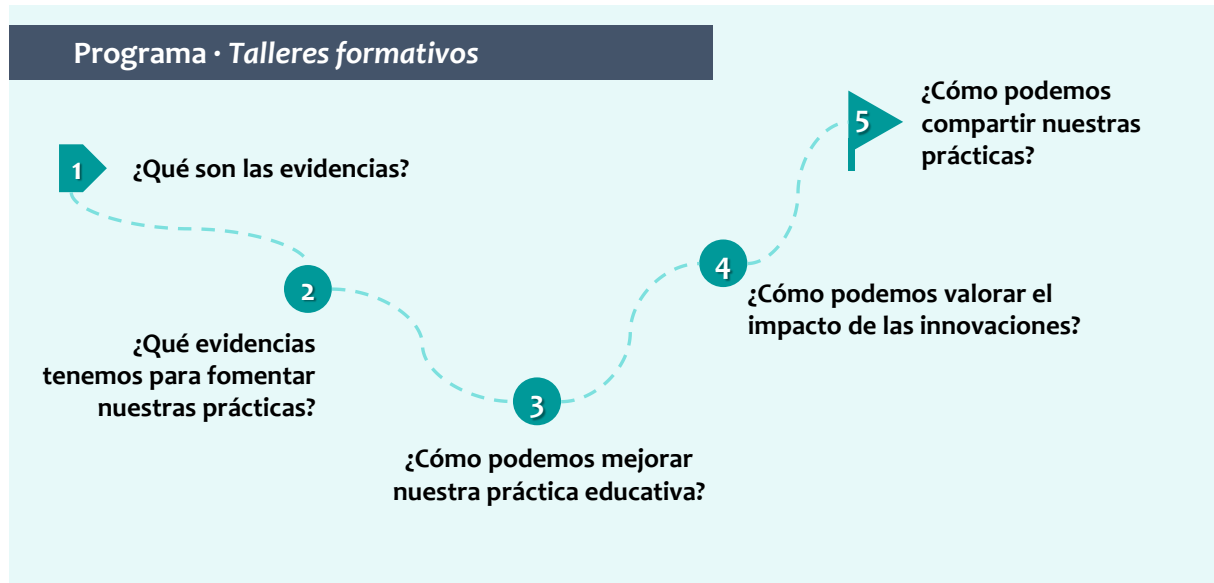 Programa · Talleres formativos
1
¿Qué son las evidencias?
2
¿Qué evidencias
tenemos para fomentar
nuestras prácticas?
3
¿Cómo podemos mejorar
nuestra práctica educativa?
4
¿Cómo podemos valorar el
impacto de las innovaciones?
5
¿Cómo podemos
compartir nuestras
prácticas?